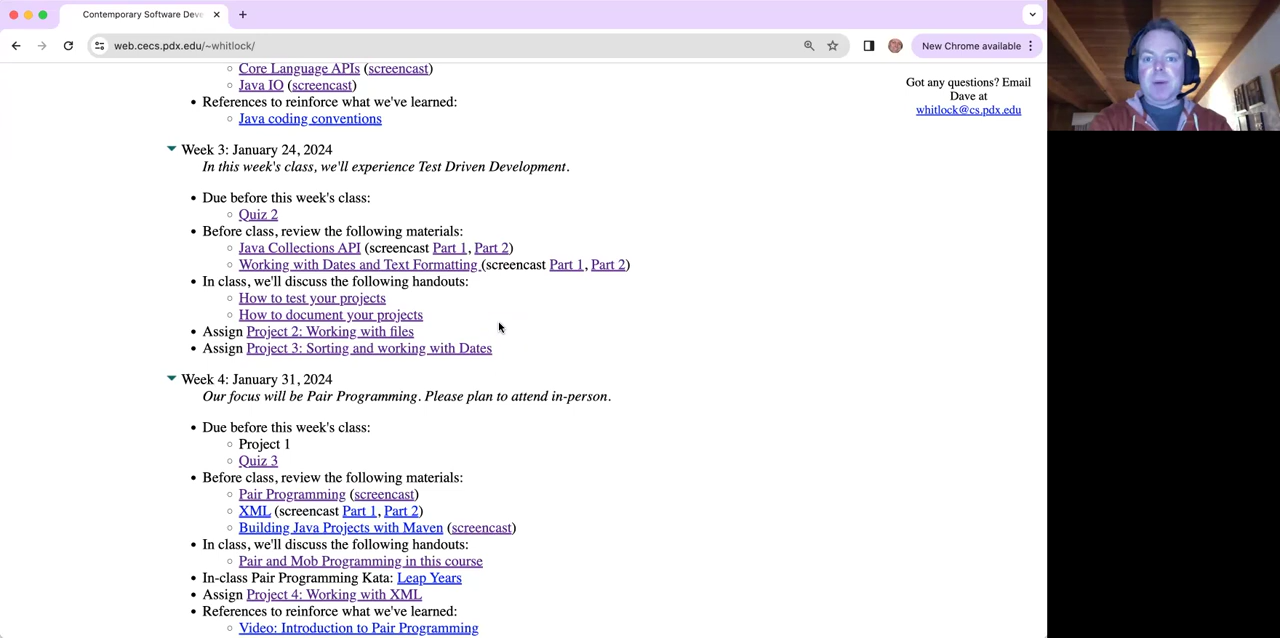 Contemporary Software Deve
web.cecs.pdx.edu/~whitlock/
New Chrome available
Core Language APIs (screencast)
Java IO (screencast)
References to reinforce what we've learned:
Java coding conventions
Got any questions? Email
Dave at
whitlock@cs.pdx.edu
Week 3: January 24, 2024
In this week's class, we'll experience Test Driven Development.
Due before this week's class:
Quiz 2
Before class, review the following materials:
Java Collections API (screencast Part 1, Part 2)
Working with Dates and Text Formatting (screencast Part 1, Part 2)
In class, we'll discuss the following handouts:
How to test your projects
How to document your projects
Assign Project 2: Working with files
Assign Project 3: Sorting and working with Dates
Week 4: January 31, 2024
Our focus will be Pair Programming. Please plan to attend in-person.
Due before this week's class:
Project 1
Quiz 3
Before class, review the following materials:
Pair Programming (screencast)
XML (screencast Part 1, Part 2)
Building Java Projects with Maven (screencast)
In class, we'll discuss the following handouts:
Pair and Mob Programming in this course
In-class Pair Programming Kata: Leap Years
Assign Project 4: Working with XML
References to reinforce what we've learned:
Video: Introduction to Pair Programming